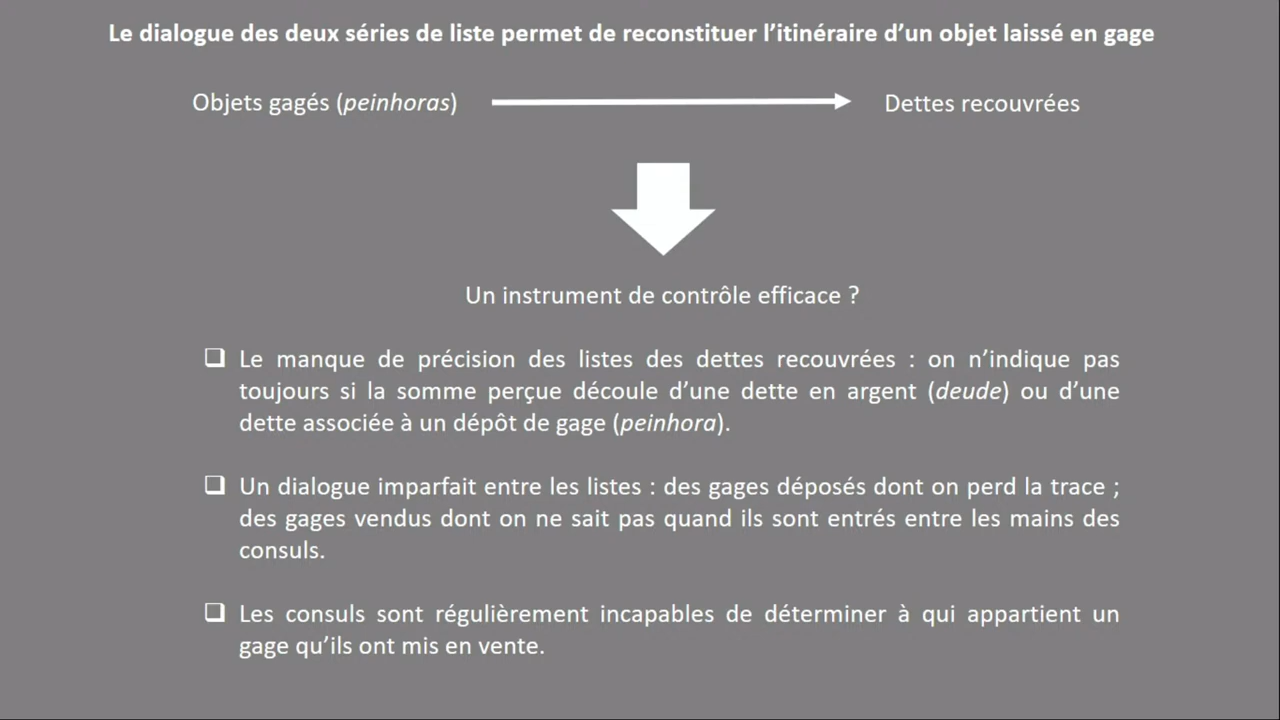 Le dialogue des deux séries de liste permet de reconstituer l’itinéraire d’un objet laissé en gage
Objets gagés (peinhoras)
Dettes recouvrées
Un instrument de contrôle efficace ?
❑ Le manque de précision des listes des dettes recouvrées : on n’indique pas
toujours si la somme perçue découle d’une dette en argent (deude) ou d’une
dette associée à un dépôt de gage (peinhora).
❑ Un dialogue imparfait entre les listes : des gages déposés dont on perd la trace ;
des gages vendus dont on ne sait pas quand ils sont entrés entre les mains des
consuls.
❑ Les consuls sont régulièrement incapables de déterminer à qui appartient un
gage qu’ils ont mis en vente.